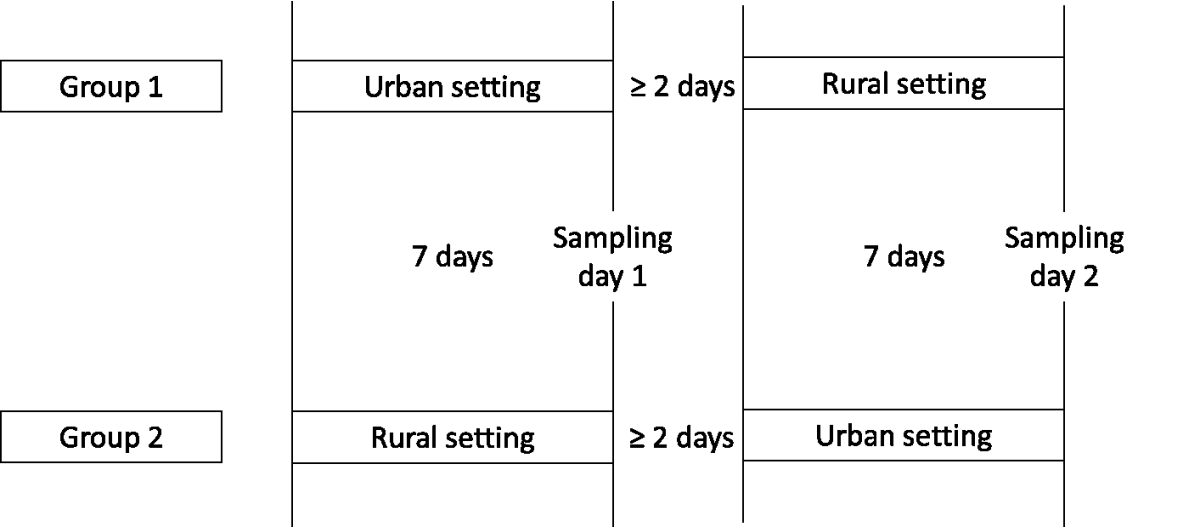 Group 1
Urban setting
≥ 2 days
Rural setting
7 days
Sampling
day 1
7 days
Sampling
day 2
Group 2
Rural setting
≥ 2 days
Urban setting